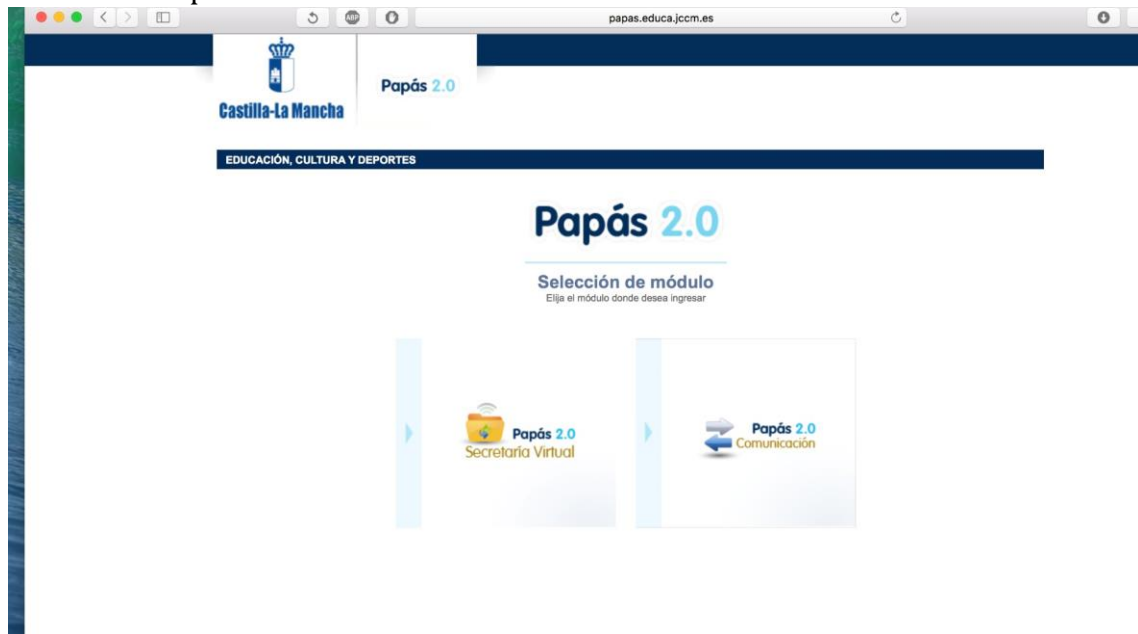 papas.educa.jccm.es
ABP
Castilla-La Mancha
Papás 2.0
EDUCACIÓN, CULTURA Y DEPORTES
Papás 2.0
Selección de módulo
Elija el módulo donde desea ingresar
Papás 2.0
Secretaría Virtual
Papás 2.0
Comunicación